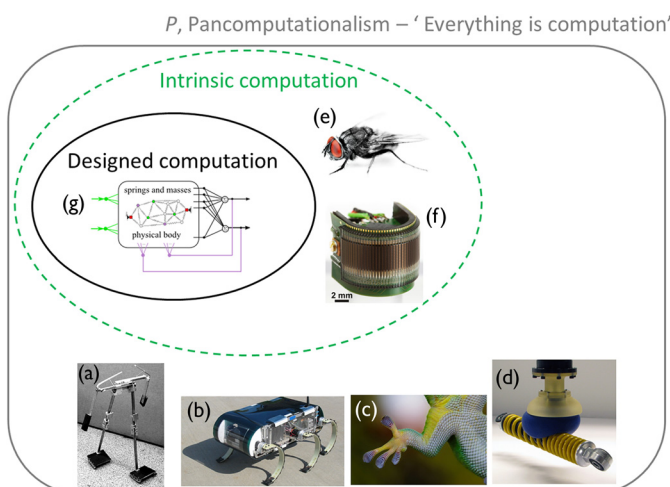 P, Pancomputationalism – ‘ Everything is computation’
Intrinsic computation
(e)
Designed computation
(g)
springs and masses
physical body
(f)
2 mm
(a)
(b)
(c)
(d)